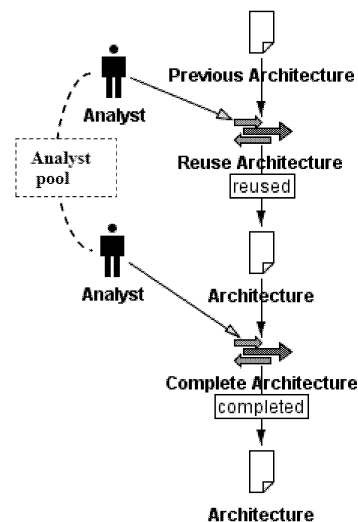 Previous Architecture
Analyst
Analyst
pool
Reuse Architecture
reused
Analyst
Architecture
Complete Architecture
completed
Architecture